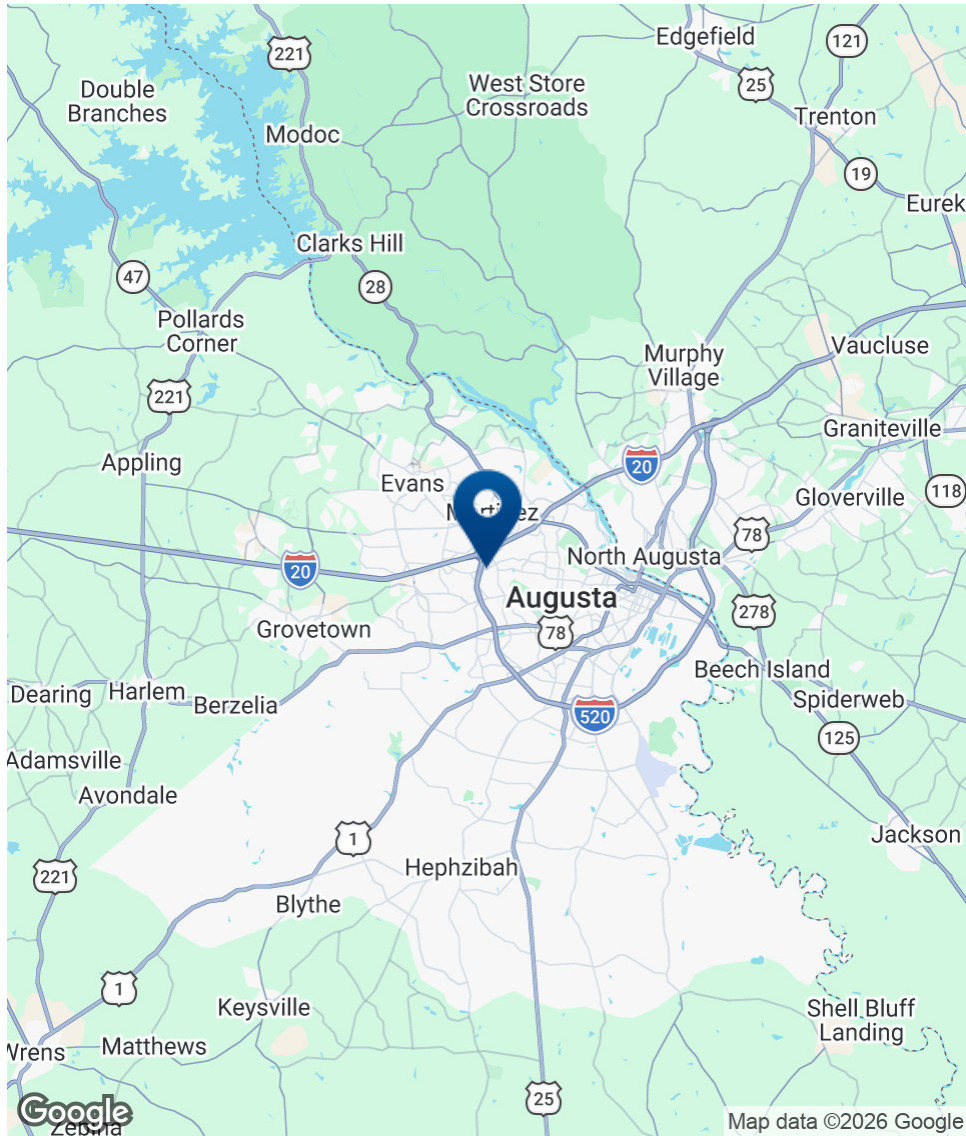 Edgefield
121
221
Double
Branches
West Store
Crossroads
25
Modoc
Trenton
19
Eurek
Clarks Hill
47
28
Pollards
Corner
Vaucluse
Murphy
Village
221
Graniteville
Appling
20
Evans
118
Gloverville
78
North Augusta
20
Augusta
278
Grovetown
78
Beech Island
Dearing
Harlem
Spiderweb
Berzelia
520
125
Adamsville
Avondale
Jackson
1
Hephzibah
221
Blythe
1
Keysville
Shell Bluff
Landing
Wrens
Matthews
25
Google
Map data ©2026 Google